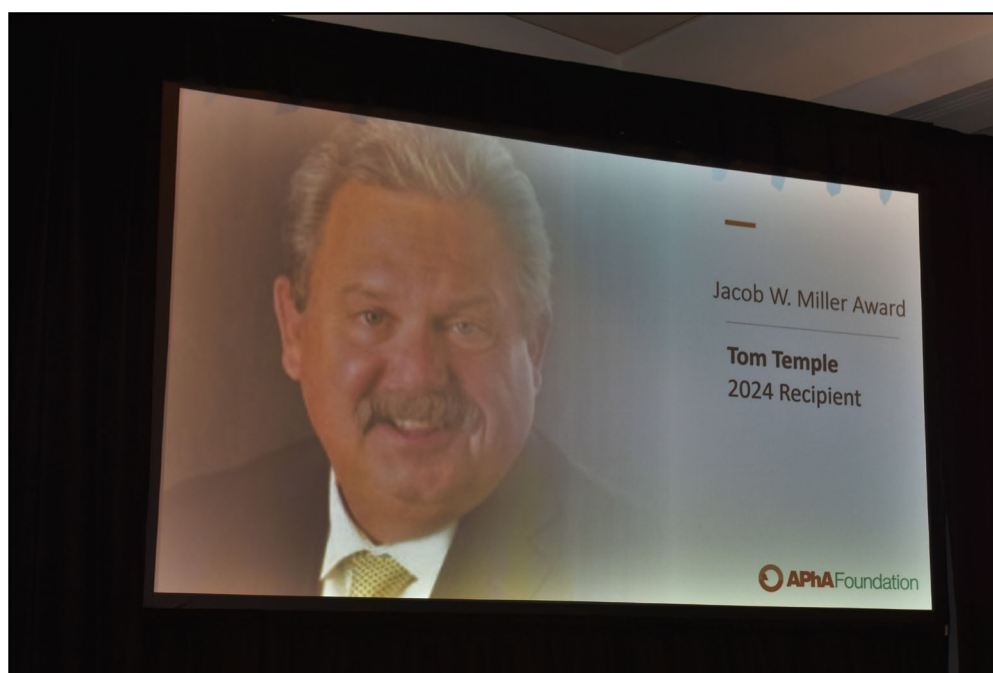 Jacob W. Miller Award
Tom Temple
2024 Recipient
APhAFoundation